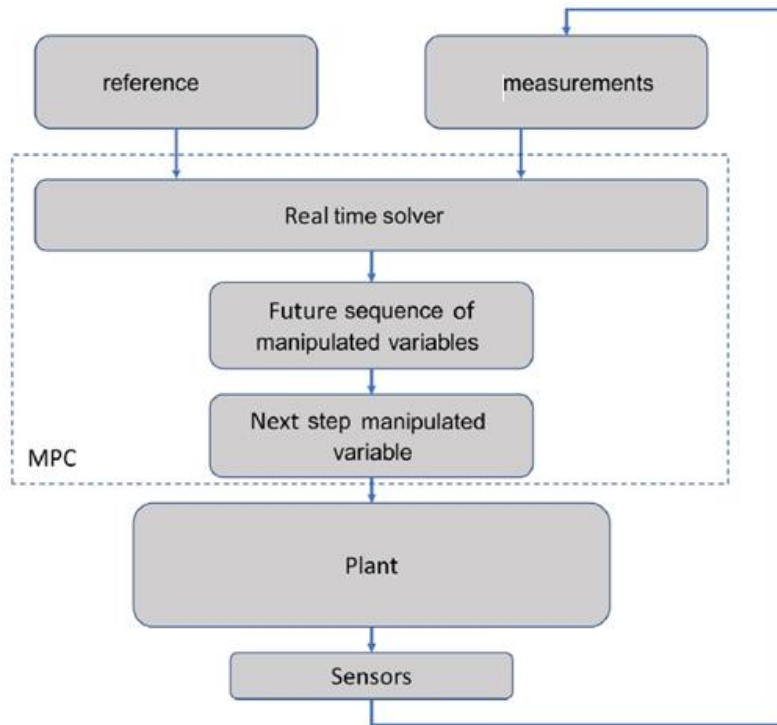 reference
measurements
Real time solver
Future sequence of
manipulated variables
Next step manipulated
variable
MPC
Plant
Sensors